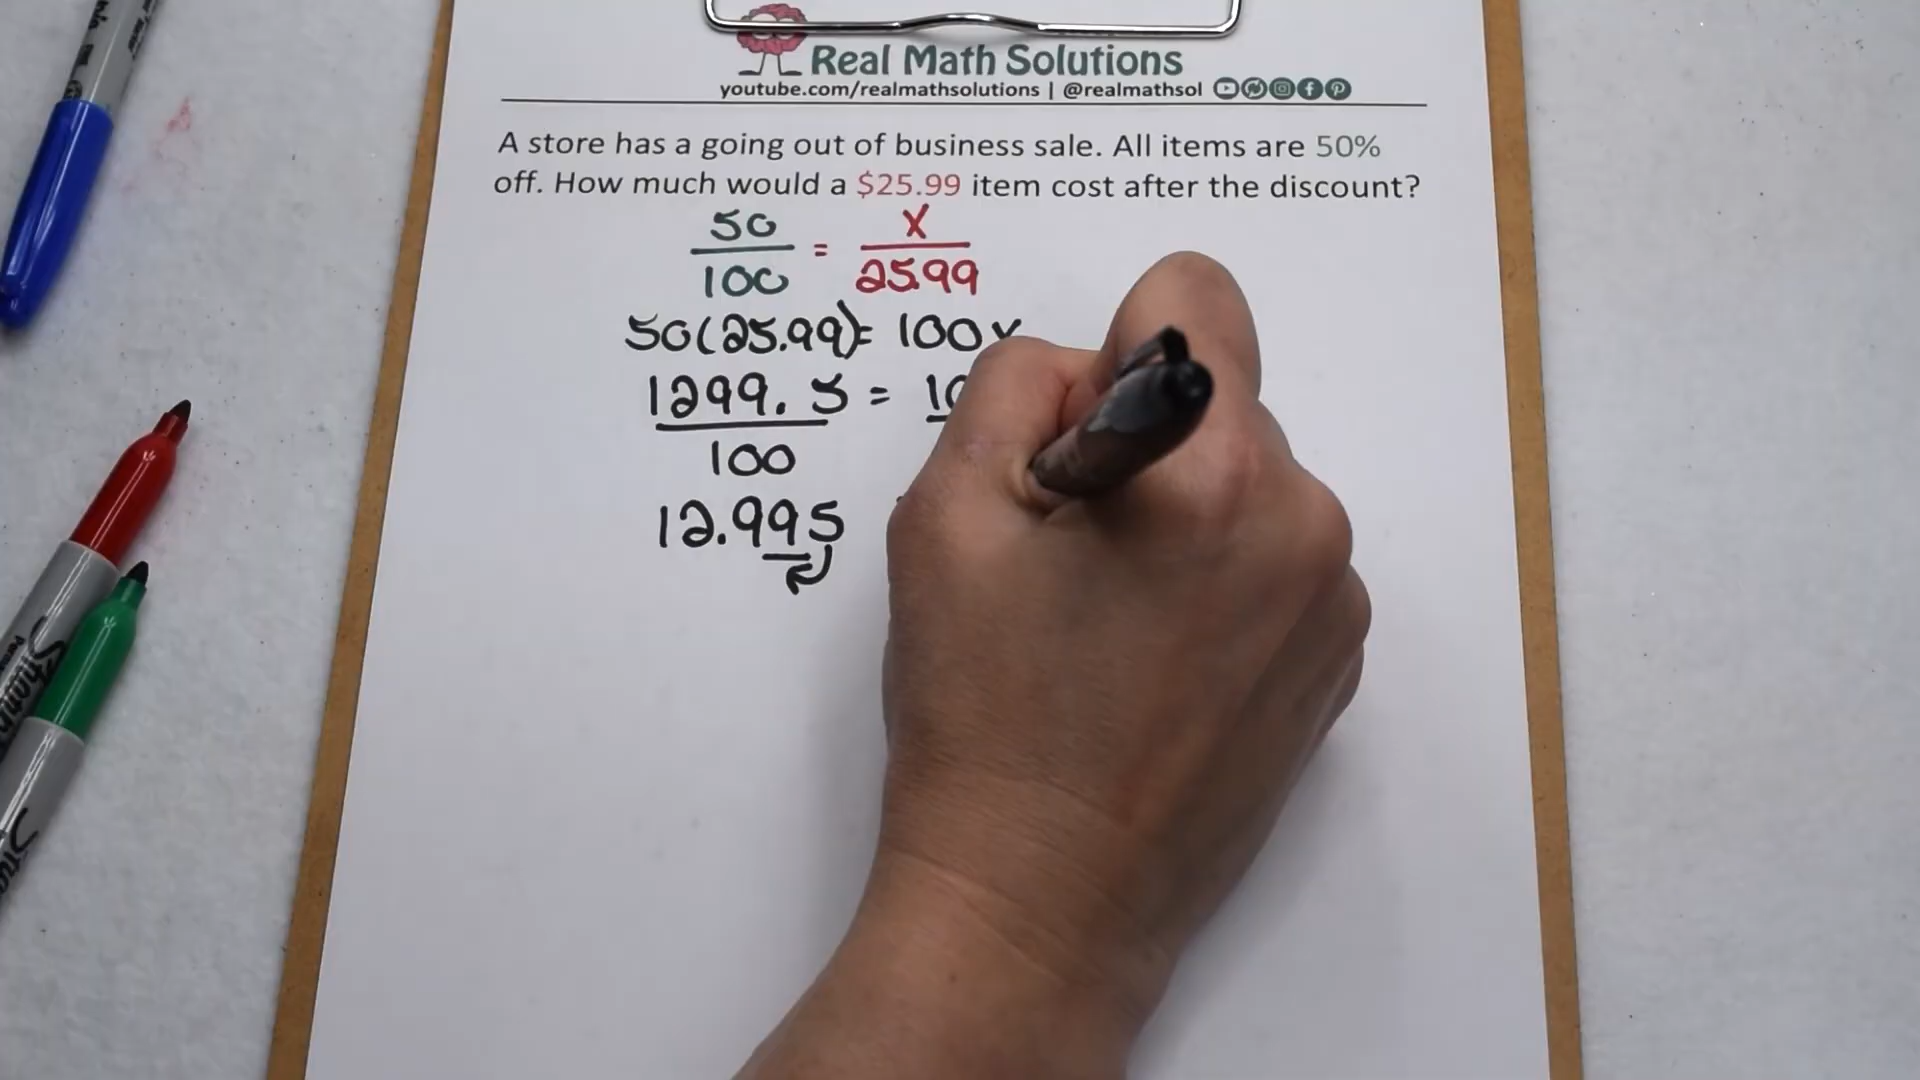 Real Math Solutions
youtube.com/realmathsolutions | @realmathsol
A store has a going out of business sale. All items are 50%
off. How much would a $25.99 item cost after the discount?
50 = X
100 25.99
50(25.99)= 100x
1299.5 = 10
100
12.995